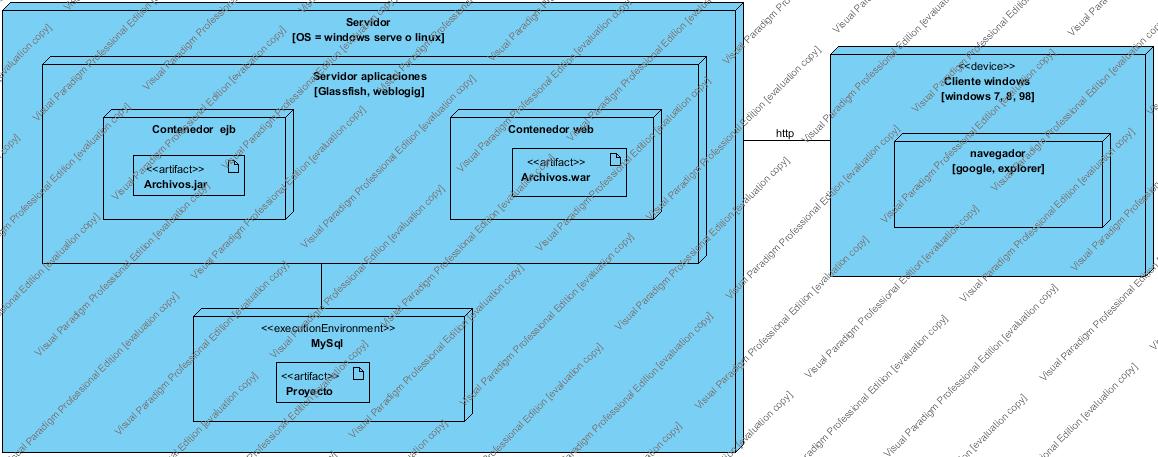 Servidor
[OS = windows serve o linux]
Servidor aplicaciones
[Glassfish, weblogig]
Contenedor ejb
<<artifact>>
Archivos.jar
Contenedor web
<<artifact>>
Archivos.war
<<executionEnvironment>>
MySql
<<artifact>>
Proyecto
http
<<device>>
Cliente windows
[windows 7, 8, 98]
navegador
[google, explorer]
Visual Paradigm Professional Edition [evaluation copy]